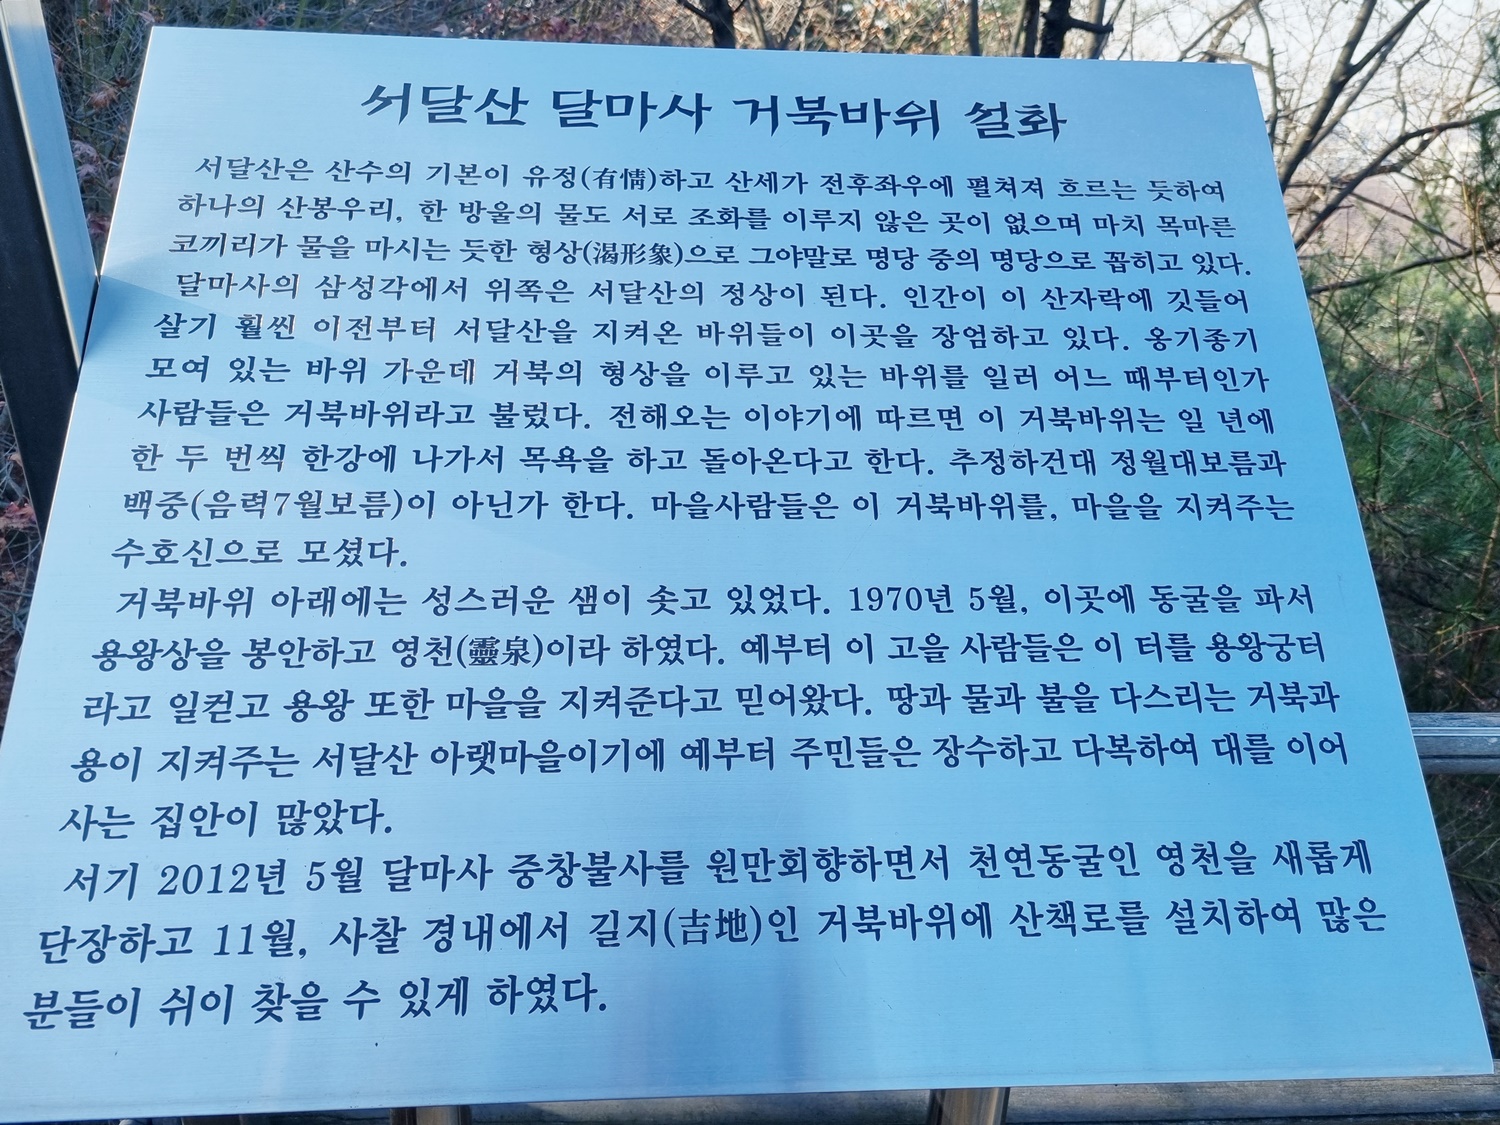 서달산 달마사 거북바위 설화
서달산은 산수의 기본이 유정(有情)하고 산세가 전후좌우에 펼쳐져 흐르는 듯하여
하나의 산봉우리, 한 방울의 물도 서로 조화를 이루지 않은 곳이 없으며 마치 목마른
코끼리가 물을 마시는 듯한 형상(渴形象)으로 그야말로 명당 중의 명당으로 꼽히고 있다.
달마사의 삼성각에서 위쪽은 서달산의 정상이 된다. 인간이 이 산자락에 깃들어
살기 훨씬 이전부터 서달산을 지켜온 바위들이 이곳을 장엄하고 있다. 옹기종기
모여 있는 바위 가운데 거북의 형상을 이루고 있는 바위를 일러 어느 때부터인가
사람들은 거북바위라고 불렀다. 전해오는 이야기에 따르면 이 거북바위는 일 년에
한 두 번씩 한강에 나가서 목욕을 하고 돌아온다고 한다. 추정하건대 정월대보름과
백중(음력7월보름)이 아닌가 한다. 마을사람들은 이 거북바위를, 마을을 지켜주는
수호신으로 모셨다.
거북바위 아래에는 성스러운 샘이 솟고 있었다. 1970년 5월, 이곳에 동굴을 파서
용왕상을 봉안하고 영천(靈泉)이라 하였다. 예부터 이 고을 사람들은 이 터를 용왕궁터
라고 일컫고 용왕 또한 마을을 지켜준다고 믿어왔다. 땅과 물과 불을 다스리는 거북과
용이 지켜주는 서달산 아랫마을이기에 예부터 주민들은 장수하고 다복하여 대를 이어
사는 집안이 많았다.
서기 2012년 5월 달마사 중창불사를 원만회향하면서 천연동굴인 영천을 새롭게
단장하고 11월, 사찰 경내에서 길지(吉地)인 거북바위에 산책로를 설치하여 많은
분들이 쉬이 찾을 수 있게 하였다.